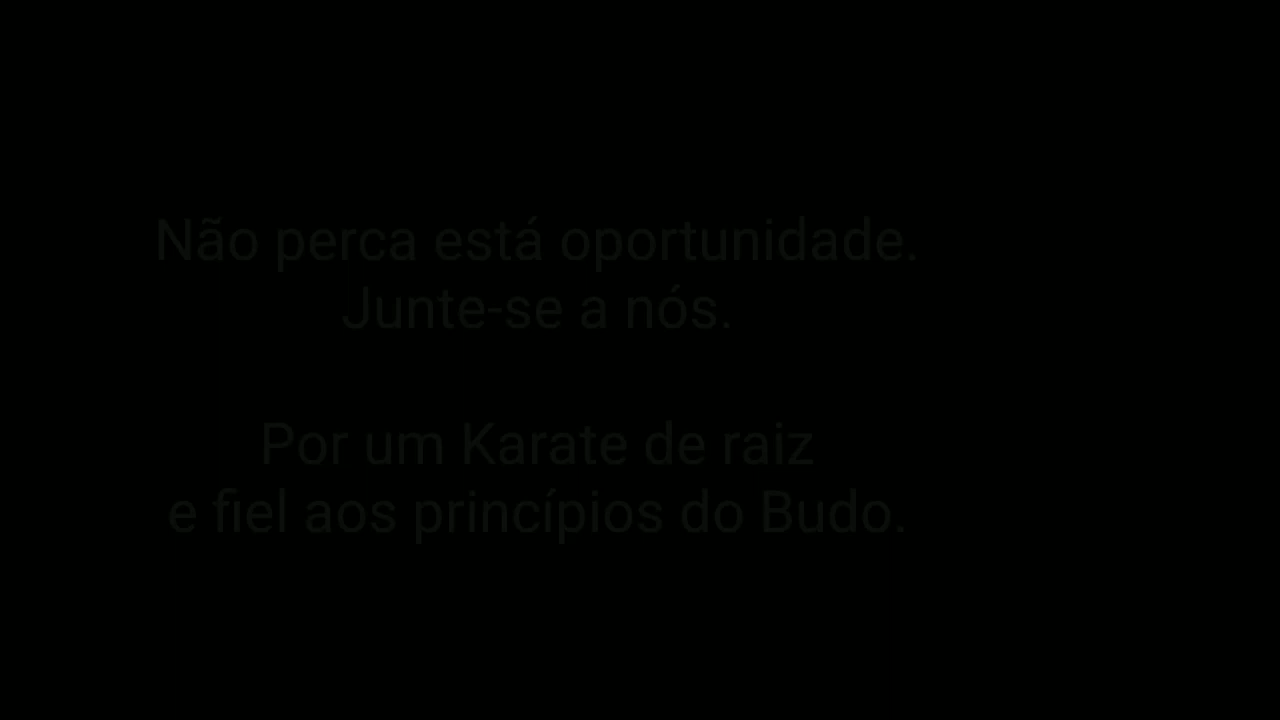 Não perca está oportunidade.
Junte-se a nós.
Por um Karate de raiz
e fiel aos princípios do Budo.